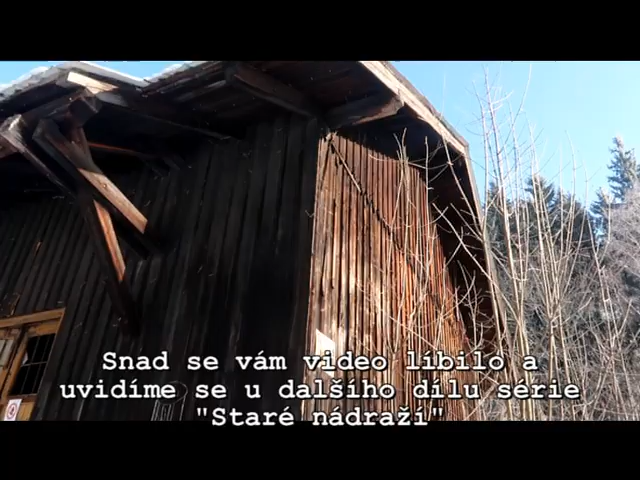 Snad se vám video líbilo a
uvidíme se u dalšího dílu série
"Staré nádraží"